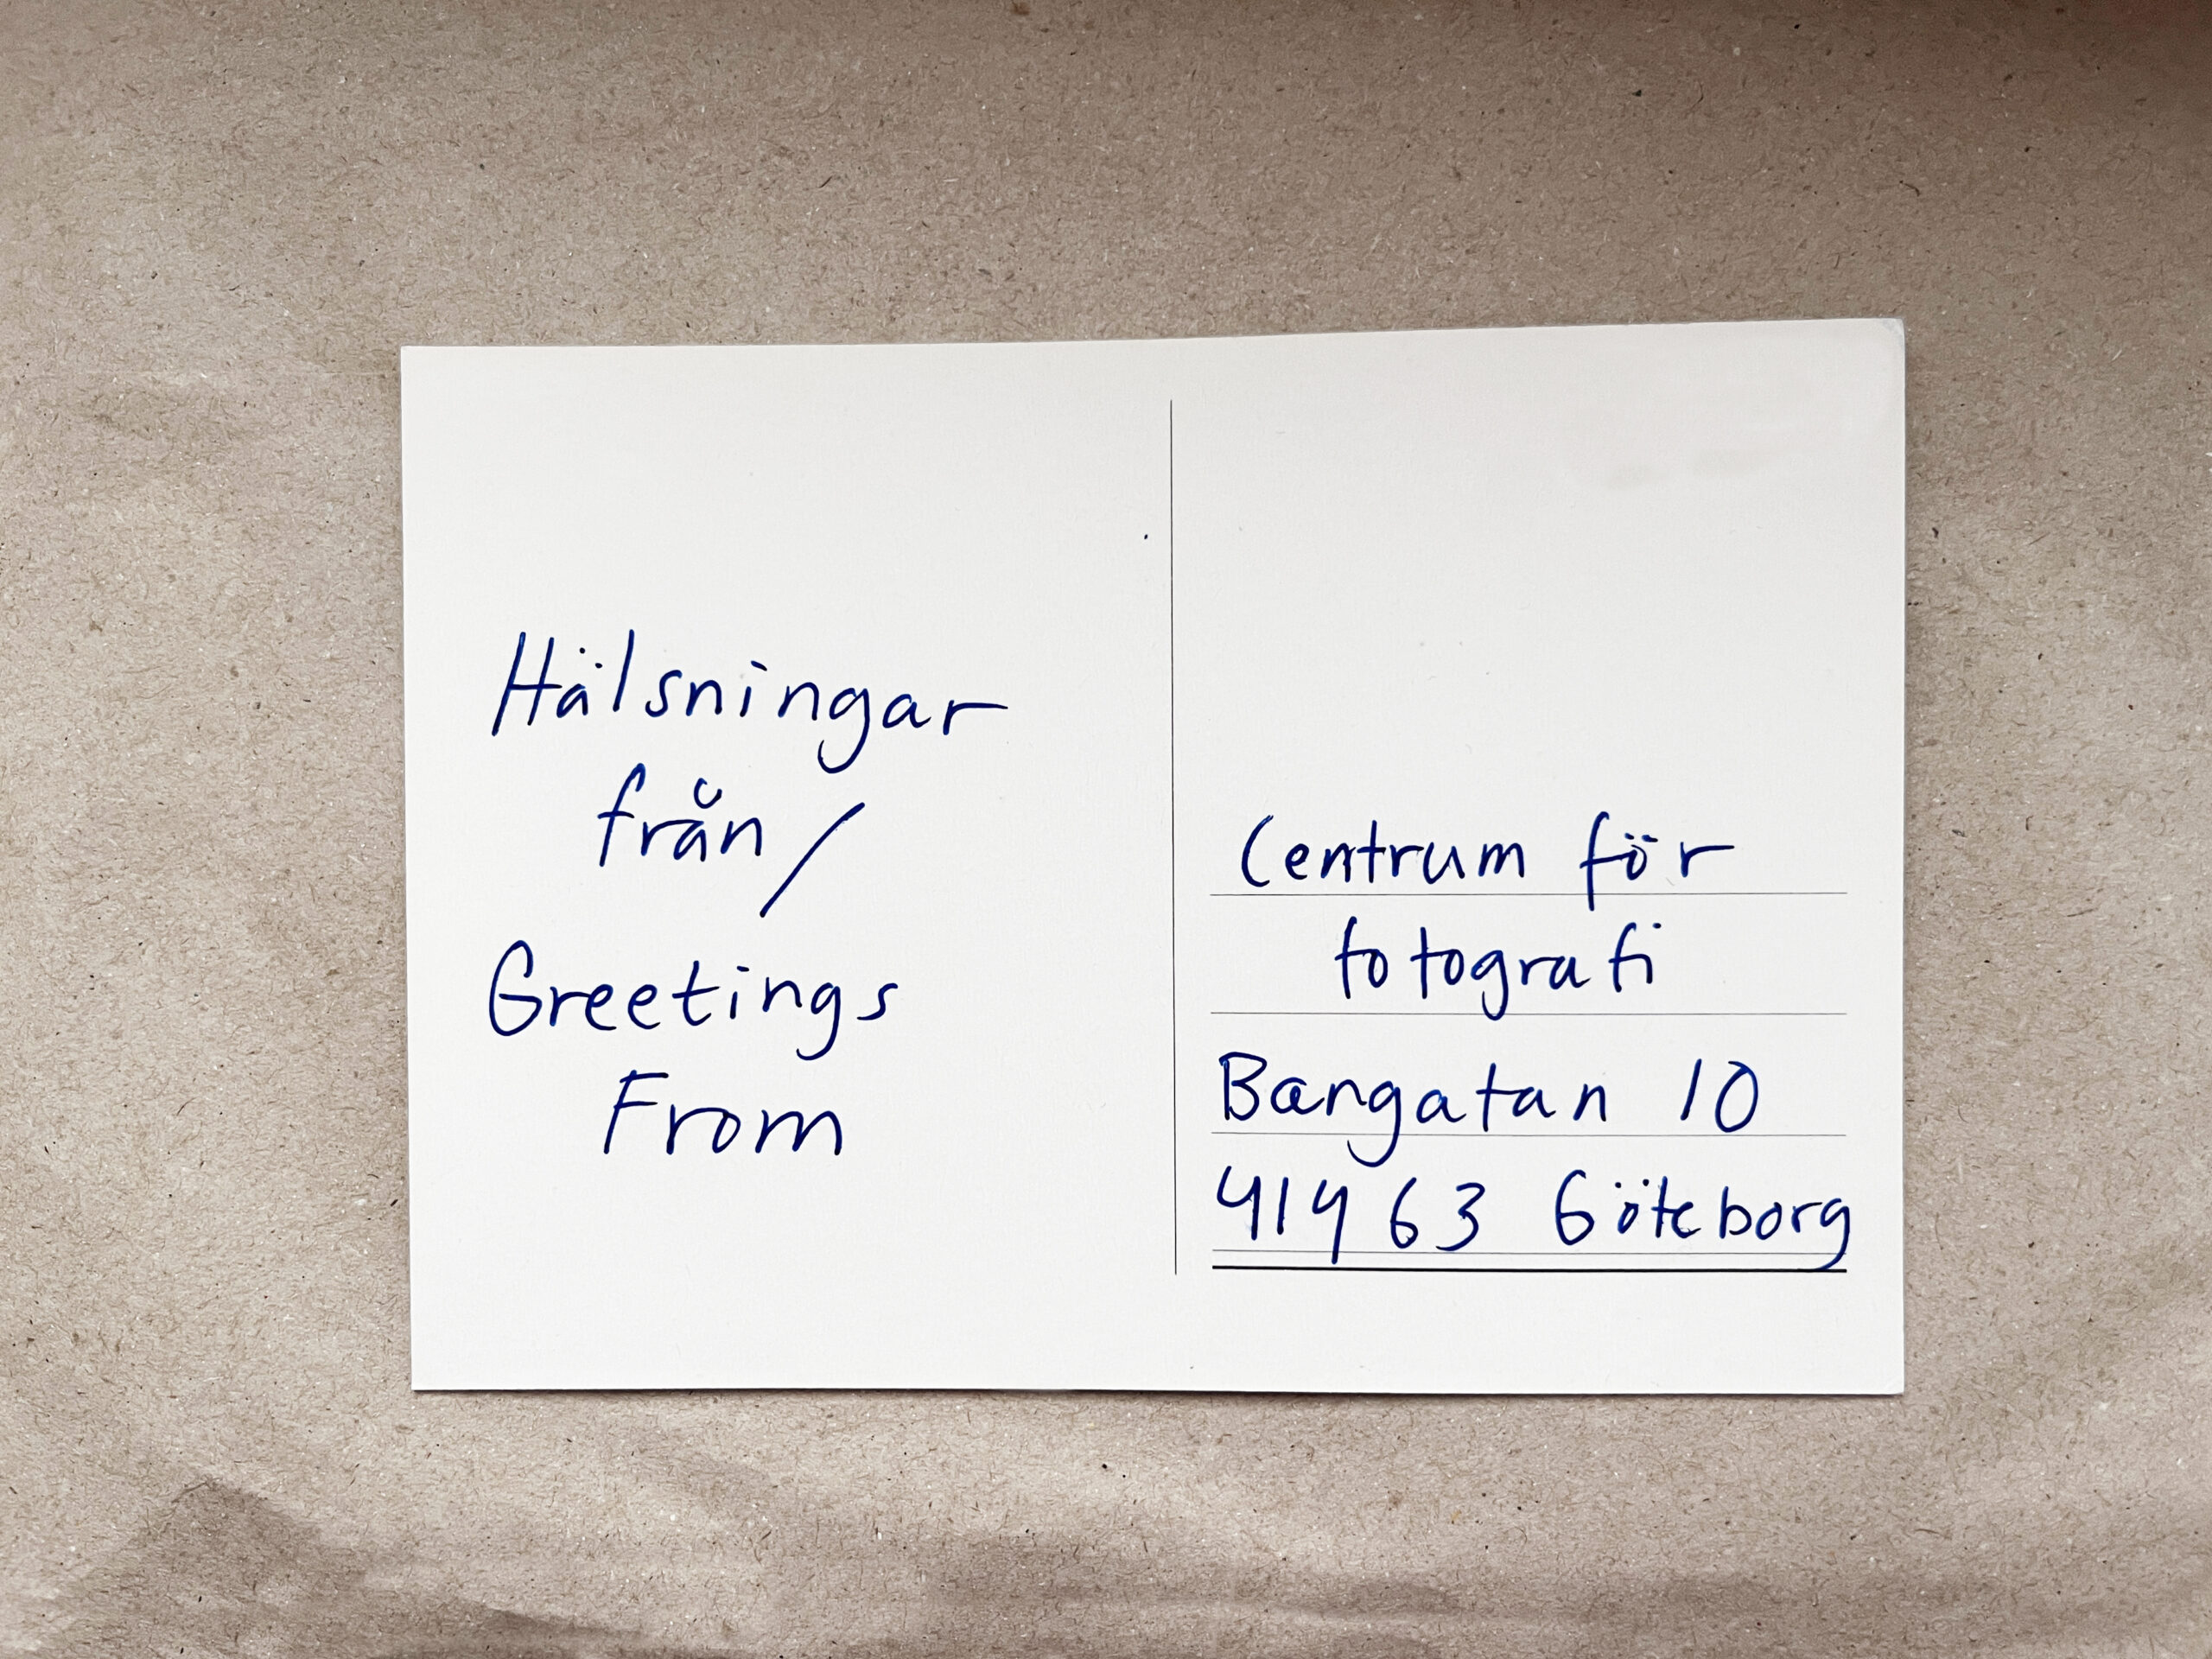 Hälsningar
från/
Greetings
From
Centrum för
fotografi
Bangatan 10
414 63 Göteborg